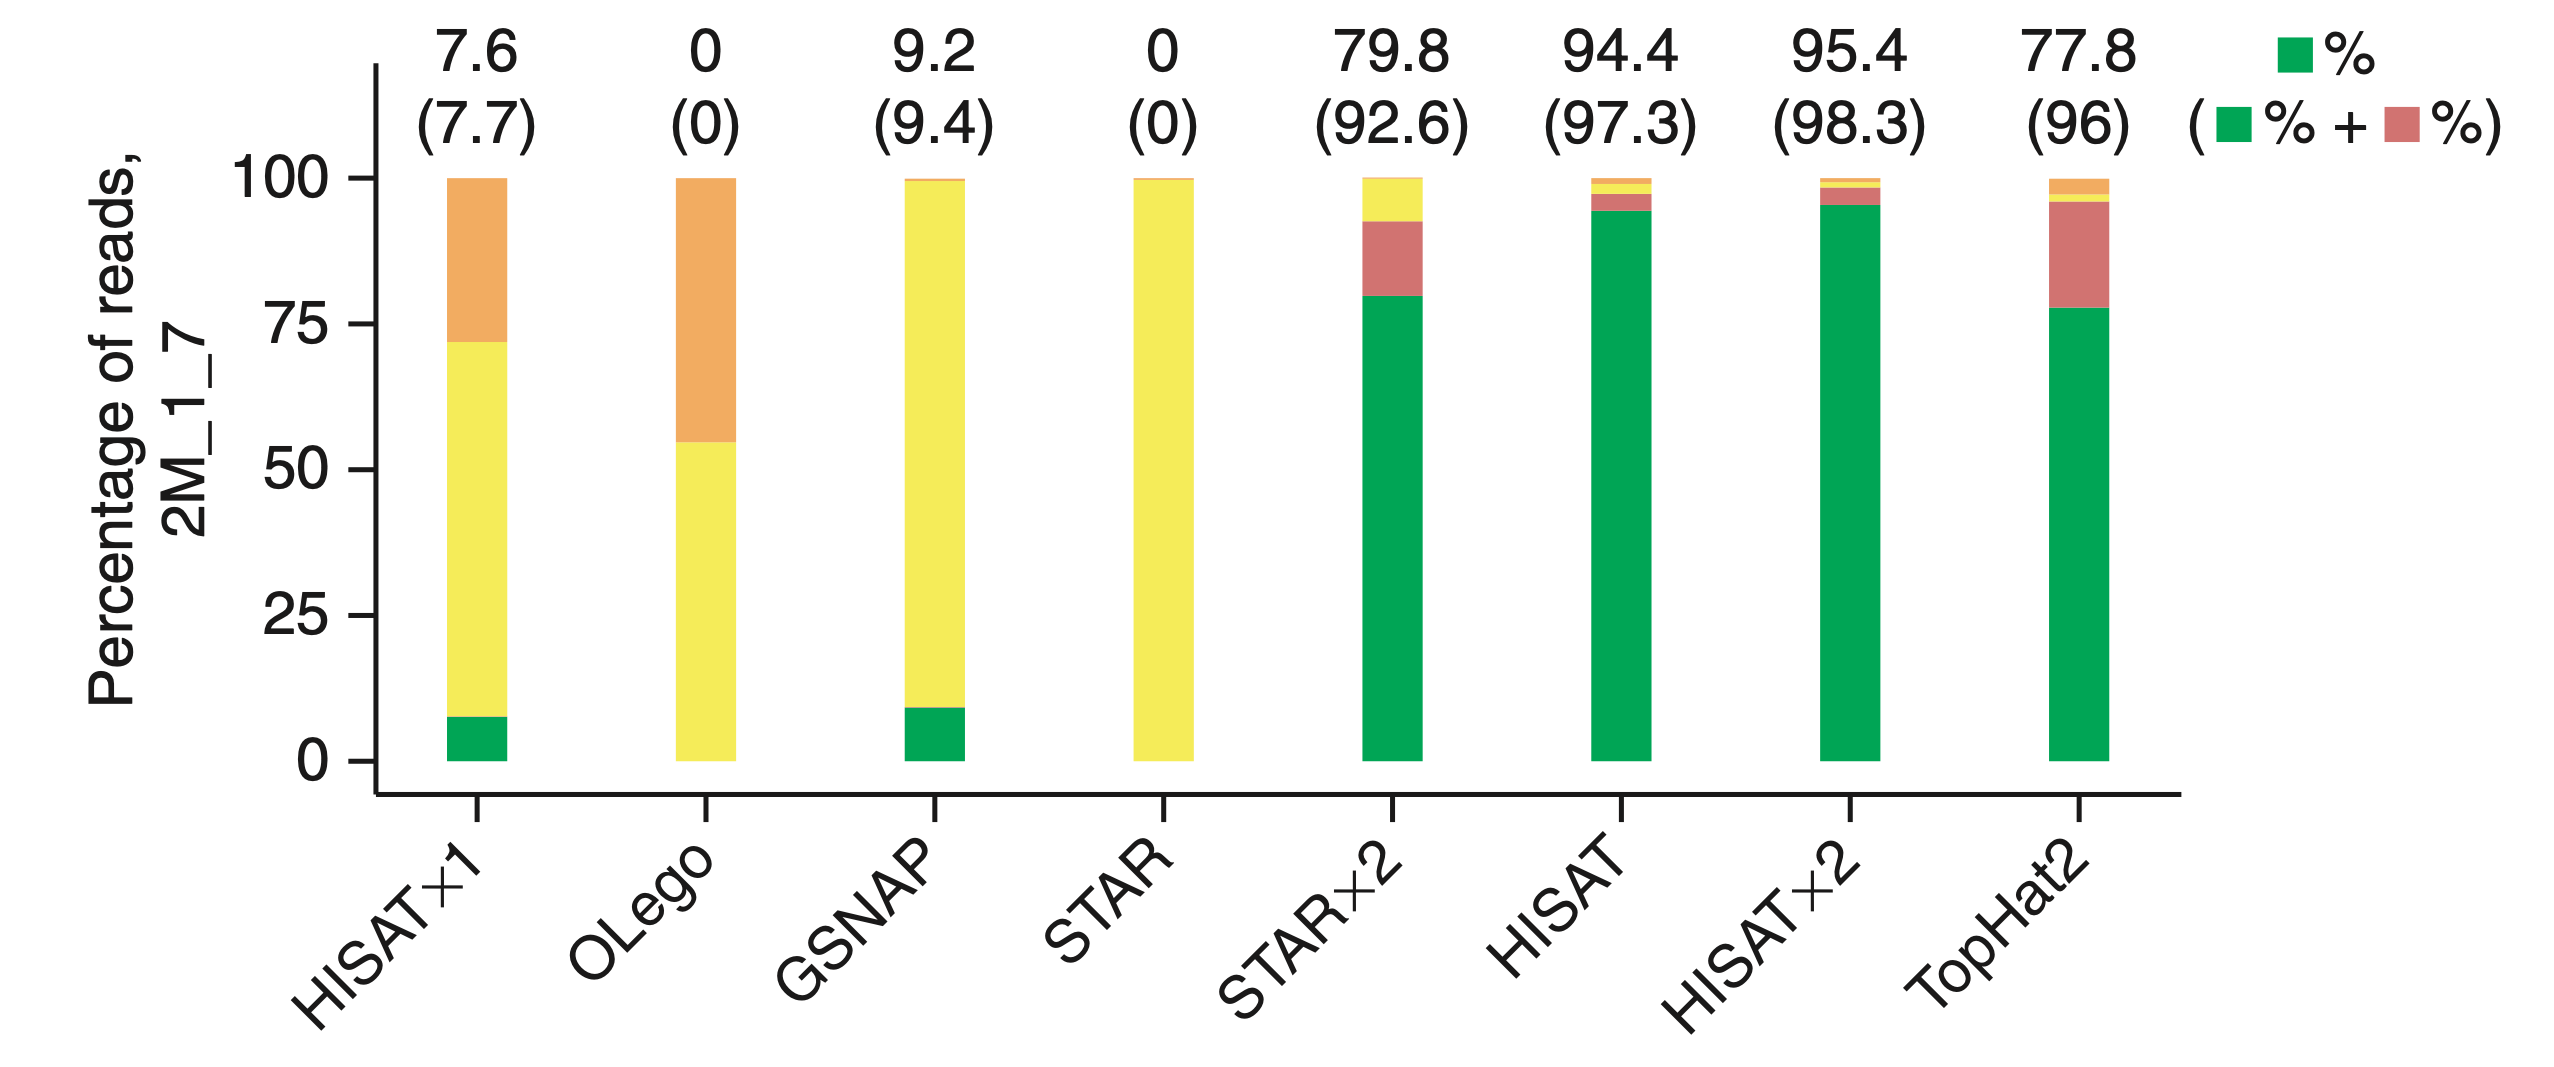 7.6 0 9.2 0 79.8 94.4 95.4 77.8 %
(7.7) (0) (9.4) (0) (92.6) (97.3) (98.3) (96) ( % + %)
Percentage of reads,
2M_1_7
100
75
50
25
0
HISAT×1
OLego
GSNAP
STAR
STAR×2
HISAT
HISAT×2
TopHat2